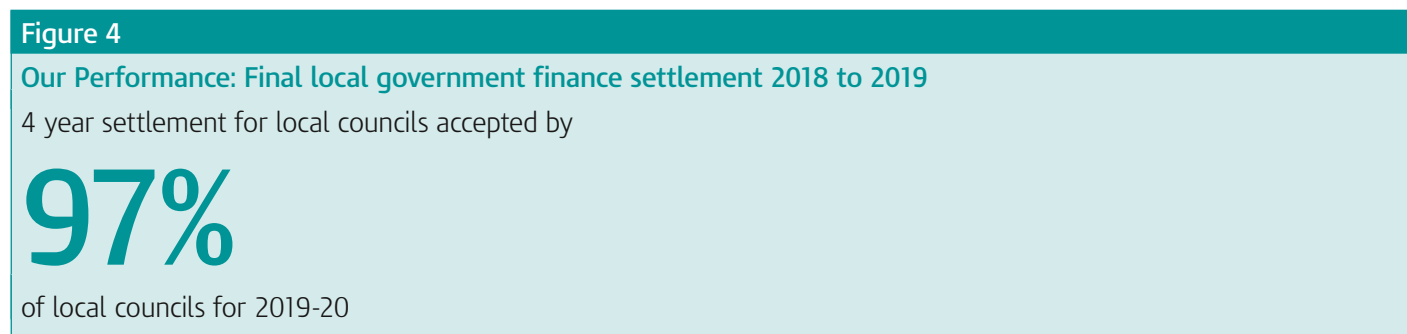 Figure 4
Our Performance: Final local government finance settlement 2018 to 2019
4 year settlement for local councils accepted by
97%
of local councils for 2019-20